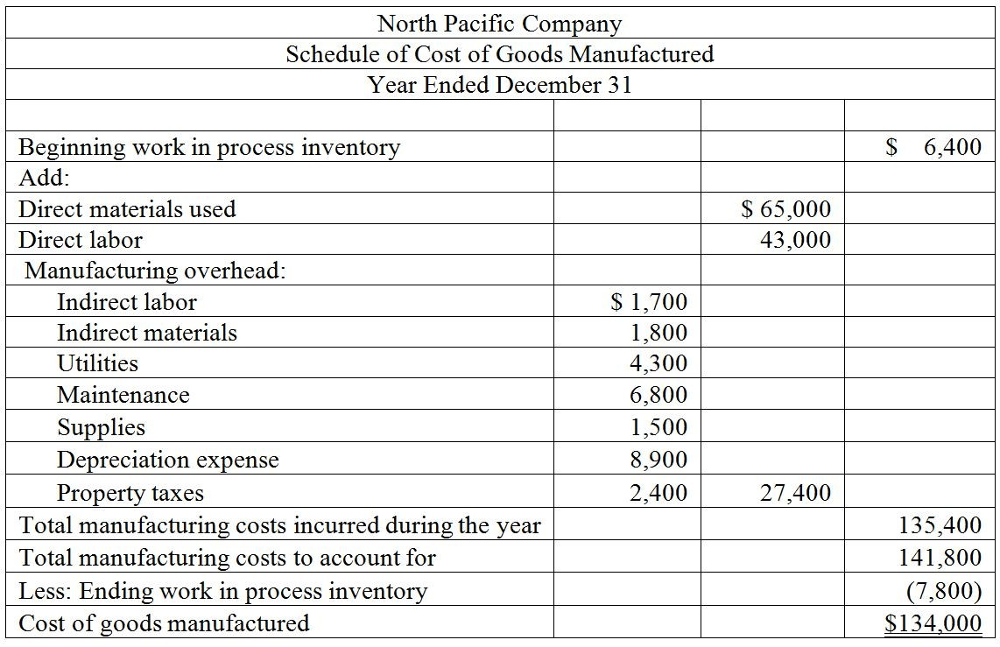 North Pacific Company
Schedule of Cost of Goods Manufactured
Year Ended December 31
Beginning work in process inventory $ 6,400
Add:
Direct materials used $ 65,000
Direct labor 43,000
Manufacturing overhead:
Indirect labor $ 1,700
Indirect materials 1,800
Utilities 4,300
Maintenance 6,800
Supplies 1,500
Depreciation expense 8,900
Property taxes 2,400 27,400
Total manufacturing costs incurred during the year 135,400
Total manufacturing costs to account for 141,800
Less: Ending work in process inventory (7,800)
Cost of goods manufactured $134,000